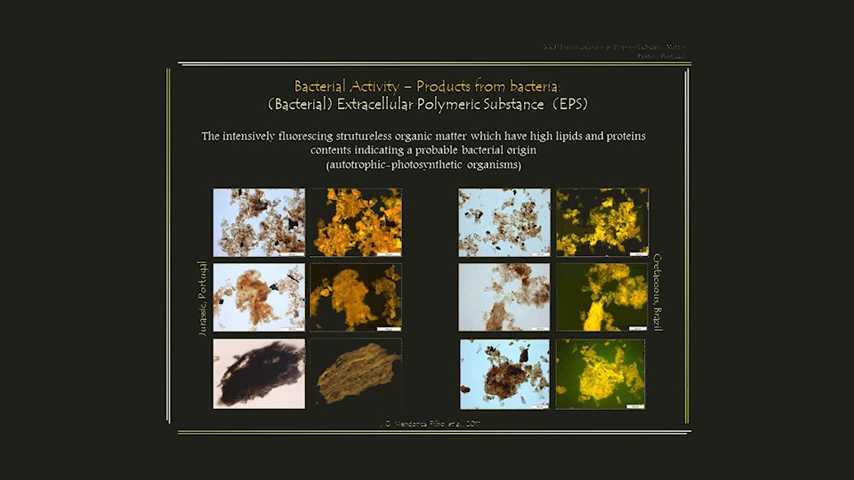 Bacterial Activity – Products from bacteria:
(Bacterial) Extracellular Polymeric Substance (EPS)
The intensively fluorescing strutureless organic matter which have high lipids and proteins
contents indicating a probable bacterial origin
(autotrophic-photosynthetic organisms)
Jurassic, Portugal
Cretaceous, Brazil
J. G. Mendonça Filho et al., 2011